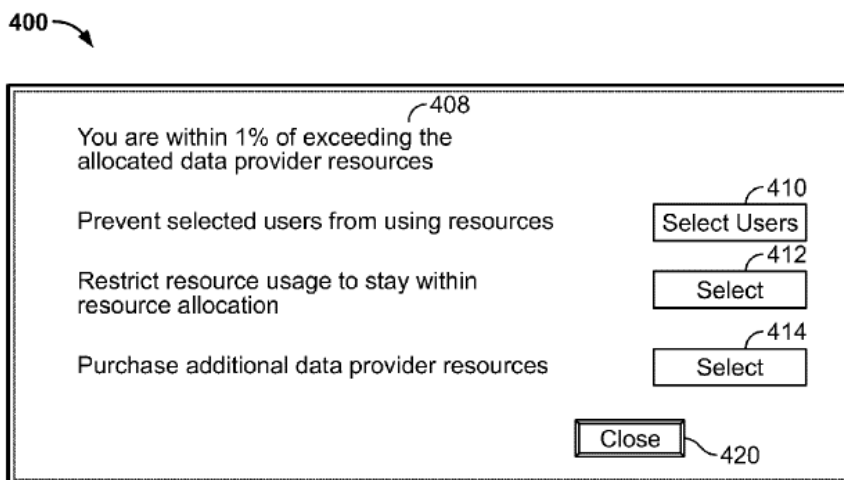 400
408
You are within 1% of exceeding the
allocated data provider resources
410
Prevent selected users from using resources
Select Users
412
Restrict resource usage to stay within
resource allocation
Select
414
Purchase additional data provider resources
Select
Close
420